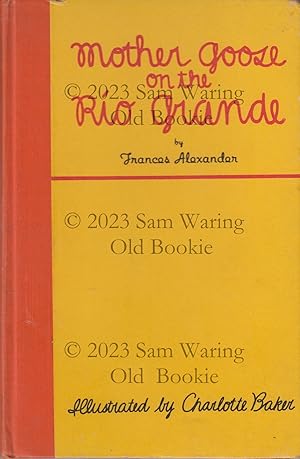 Mother Goose
on the
© 2023 Sam Waring
Rio Grande
Old Bookie
by
Frances Alexander
© 2023 Sam Waring
Old Bookie
© 2023 Sam Waring
Old Bookie
Illustrated by Charlotte Baker